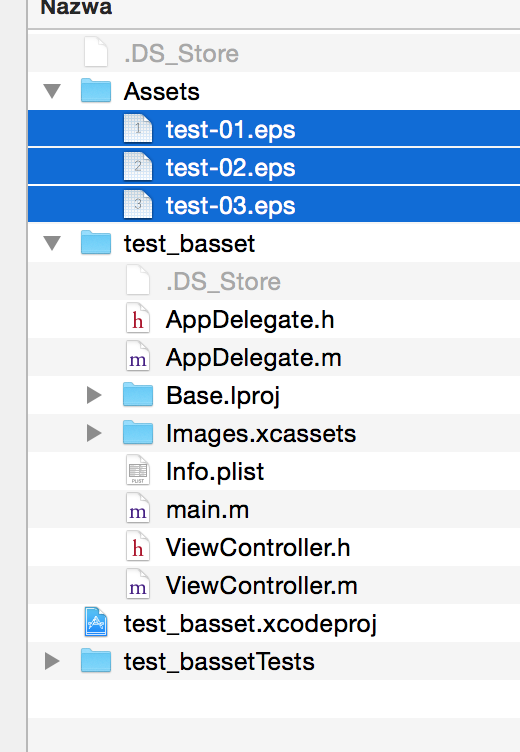 Nazwa
.DS_Store
Assets
1 test-01.eps
2 test-02.eps
3 test-03.eps
test_basset
.DS_Store
h AppDelegate.h
m AppDelegate.m
Base.lproj
Images.xcassets
PLIST Info.plist
m main.m
h ViewController.h
m ViewController.m
test_basset.xcodeproj
test_bassetTests